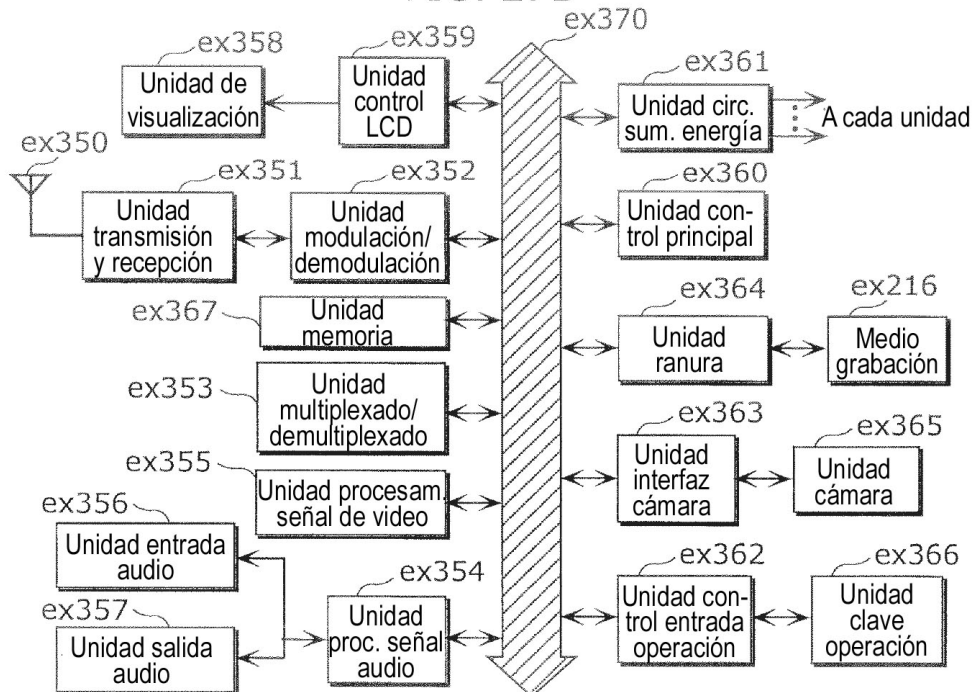 ex358
ex359
ex370
ex361
Unidad de
visualización
Unidad
control
LCD
Unidad circ.
sum. energía
A cada unidad
ex350
ex351
ex352
ex360
Unidad
transmisión
y recepción
Unidad
modulación/
demodulación
Unidad con-
trol principal
ex367
Unidad
memoria
ex364
ex216
Unidad
ranura
Medio
grabación
ex353
Unidad
multiplexado/
demultiplexado
ex363
ex365
Unidad
interfaz
cámara
Unidad
cámara
ex355
Unidad procesam.
señal de video
ex356
Unidad entrada
audio
ex354
ex362
ex366
ex357
Unidad salida
audio
Unidad
proc. señal
audio
Unidad con-
trol entrada
operación
Unidad
clave
operación